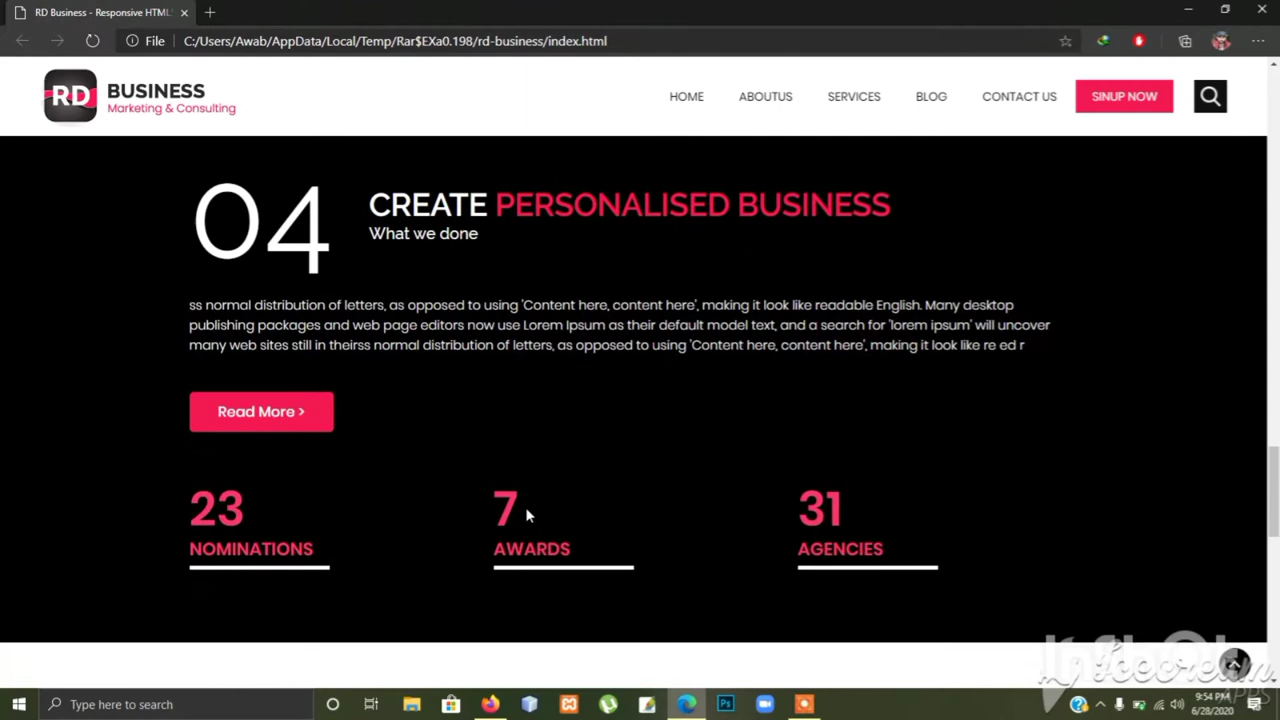 RD Business - Responsive HTML
File C:/Users/Awab/AppData/Local/Temp/Rar$EXa0.198/rd-business/index.html
RD BUSINESS
Marketing & Consulting
HOME ABOUTUS SERVICES BLOG CONTACT US SINUP NOW
04
CREATE PERSONALISED BUSINESS
What we done
ss normal distribution of letters, as opposed to using 'Content here, content here', making it look like readable English. Many desktop
publishing packages and web page editors now use Lorem Ipsum as their default model text, and a search for 'lorem ipsum' will uncover
many web sites still in theirss normal distribution of letters, as opposed to using 'Content here, content here', making it look like re ed r
Read More >
23 7 31
NOMINATIONS AWARDS AGENCIES
Type here to search
Ps
9:54 PM
6/28/2020